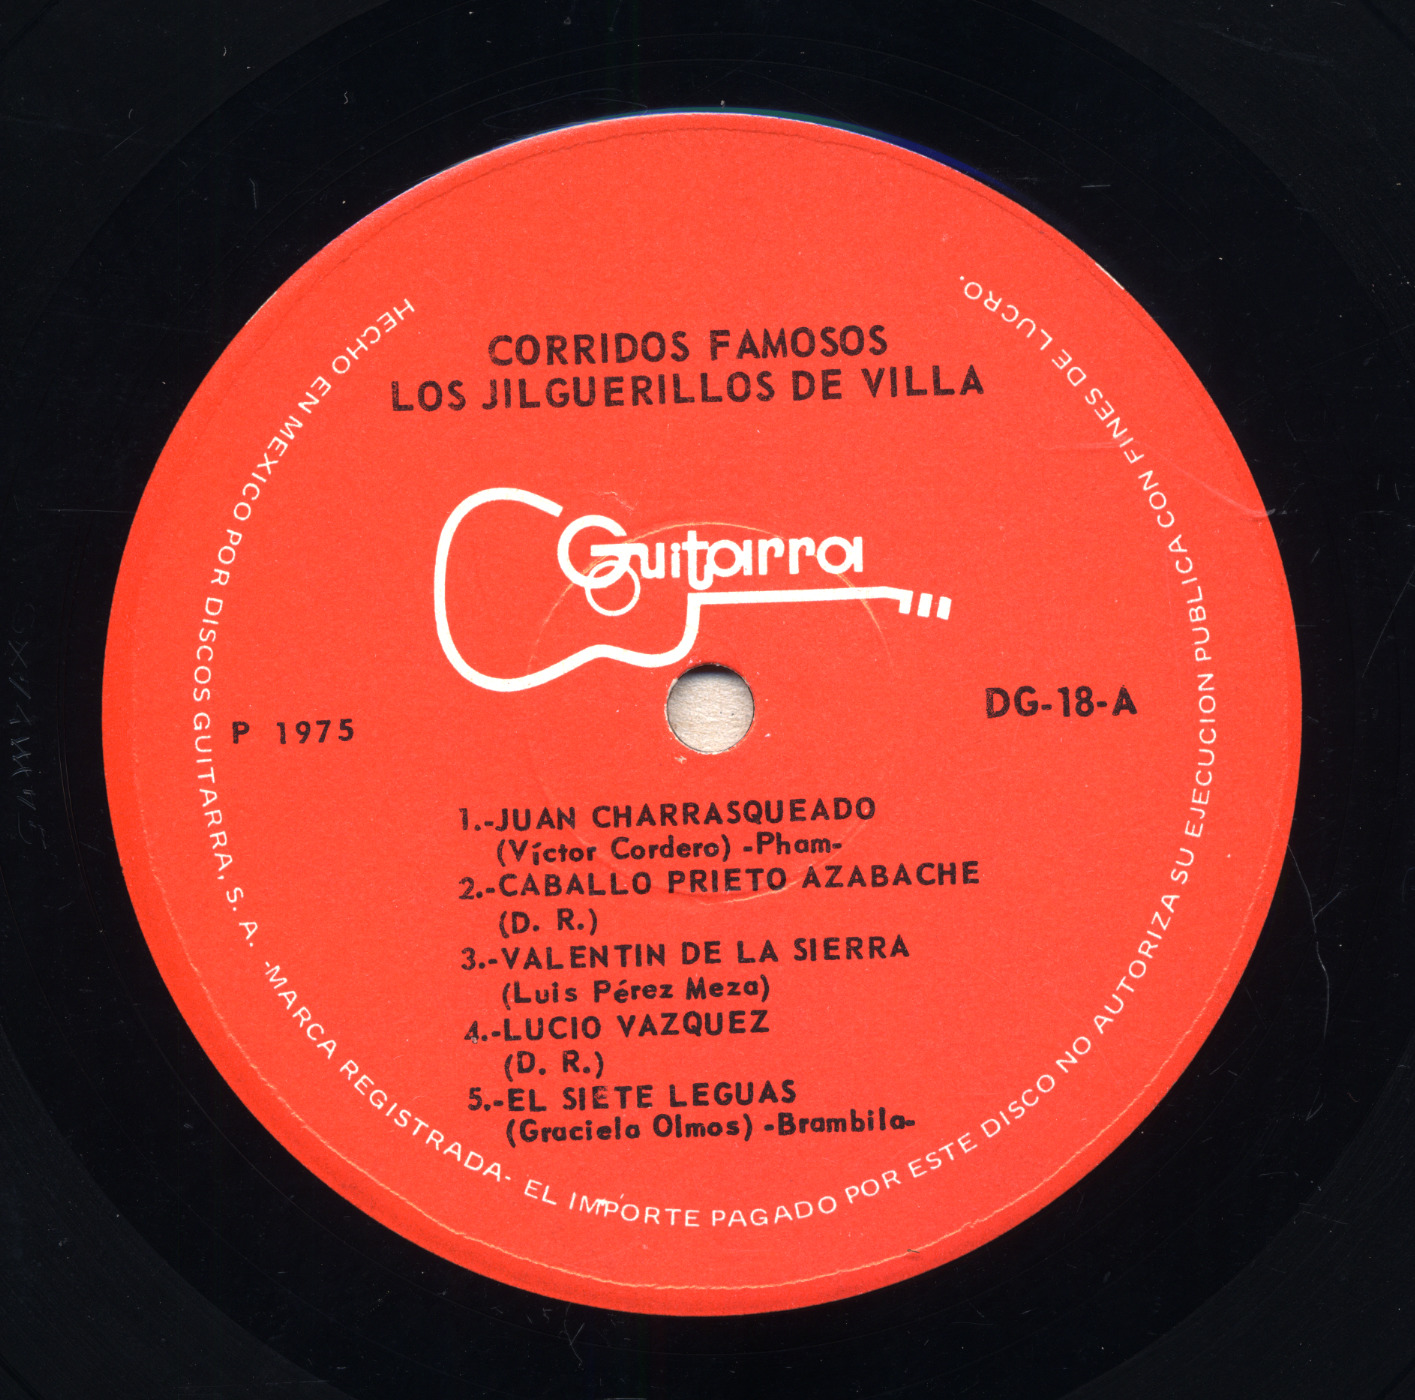 CORRIDOS FAMOSOS
LOS JILGUERILLOS DE VILLA
Guitarra
P 1975
DG-18-A
1.-JUAN CHARRASQUEADO
(Víctor Cordero) -Pham-
2.-CABALLO PRIETO AZABACHE
(D. R.)
3.-VALENTIN DE LA SIERRA
(Luis Pérez Meza)
4.-LUCIO VAZQUEZ
(D. R.)
5.-EL SIETE LEGUAS
(Graciela Olmos) -Brambila-
HECHO EN MEXICO POR DISCOS GUITARRA, S. A. -MARCA REGISTRADA- EL IMPORTE PAGADO POR ESTE DISCO NO AUTORIZA SU EJECUCION PUBLICA CON FINES DE LUCRO.